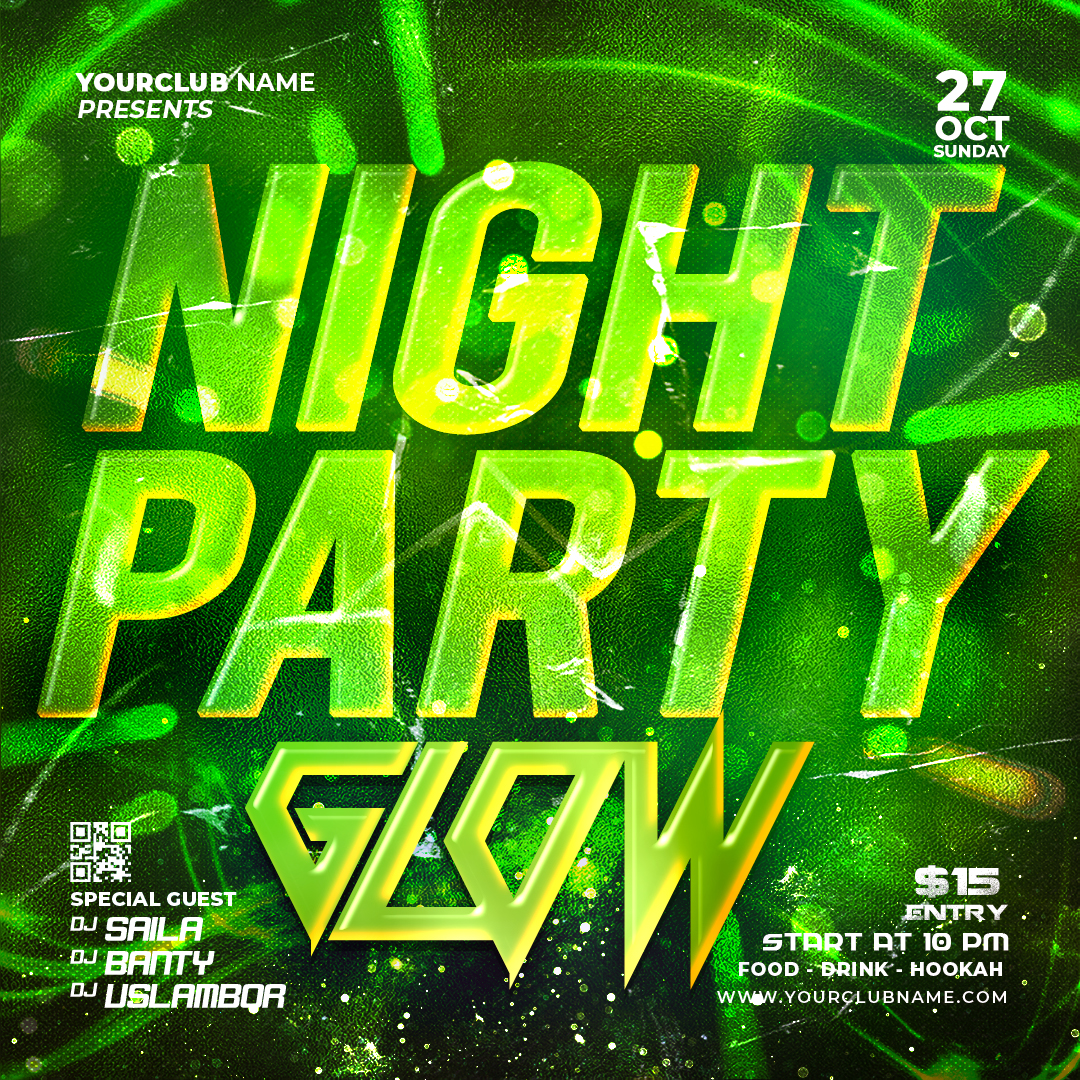 YOURCLUB NAME
PRESENTS
27
OCT
SUNDAY
NIGHT
PARTY
GLOW
SPECIAL GUEST
DJ SAILA
DJ BANTY
DJ USLAMBOR
$15
ENTRY
START AT 10 PM
FOOD - DRINK - HOOKAH
WWW.YOURCLUBNAME.COM